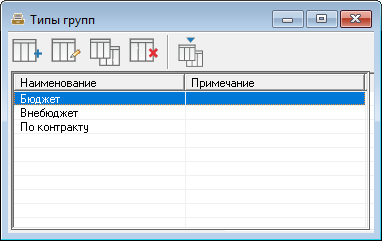 Типы групп
Наименование Примечание
Бюджет
Внебюджет
По контракту